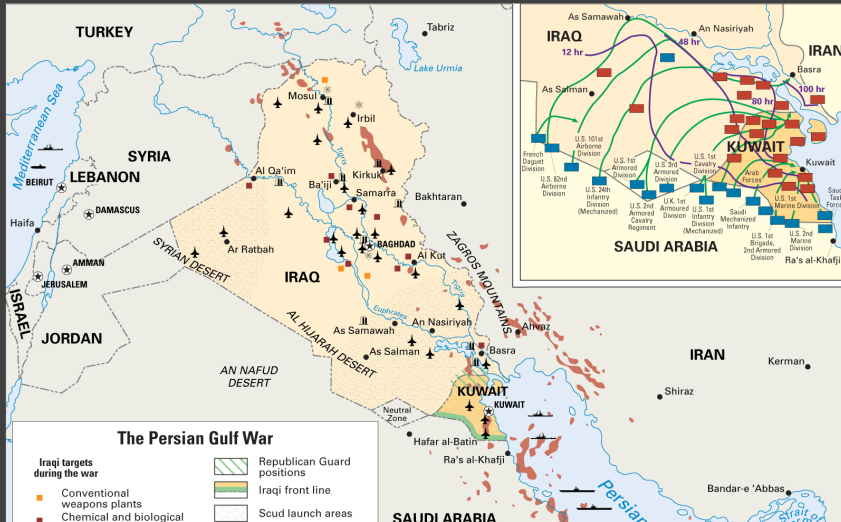 TURKEY
Tabriz
Lake Urmia
Mediterranean Sea
Mosul
Irbil
Tigris
SYRIA
Kirkuk
LEBANON
BEIRUT
Al Qa'im
Ba'iji
Samarra
Bakhtaran
DAMASCUS
Haifa
BAGHDAD
ZAGROS MOUNTAINS
Ar Ratbah
Al Kut
SYRIAN DESERT
AMMAN
JERUSALEM
IRAQ
Tigris
ISRAEL
JORDAN
Euphrates
As Samawah
An Nasiriyah
Ahvaz
AL HIJARAH DESERT
As Salman
Basra
IRAN
Kerman
AN NAFUD
DESERT
KUWAIT
KUWAIT
Shiraz
Neutral
Zone
Hafar al-Batin
Ra's al-Khafji
Bandar-e 'Abbas
Persian
Strait of
SAUDI ARABIA
The Persian Gulf War
Iraqi targets
during the war
Conventional
weapons plants
Chemical and biological
Republican Guard
positions
Iraqi front line
Scud launch areas
As Samawah
An Nasiriyah
IRAQ
48 hr
IRAN
12 hr
Basra
As Salman
100 hr
80 hr
KUWAIT
Kuwait
French
Daguet
Division
U.S. 82nd
Airborne
Division
U.S. 101st
Airborne
Division
U.S. 24th
Infantry
Division
(Mechanized)
U.S. 1st
Armored
Division
U.S. 2nd
Armored
Cavalry
Regiment
U.S. 3rd
Armored
Division
U.K. 1st
Armored
Division
U.S. 1st
Cavalry
Division
U.S. 1st
Infantry
Division
(Mechanized)
Arab
Forces
Saudi
Mechanized
Infantry
U.S. 1st
Brigade,
2nd Armored
Division
U.S. 1st
Marine Division
U.S. 2nd
Marine
Division
Task
SAUDI ARABIA
Ra's al-Khafji